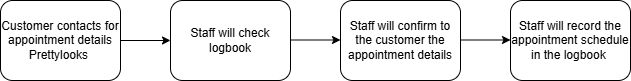 Customer contacts for
appointment details
Prettylooks
Staff will check
logbook
Staff will confirm to
the customer the
appointment details
Staff will record the
appointment schedule
in the logbook